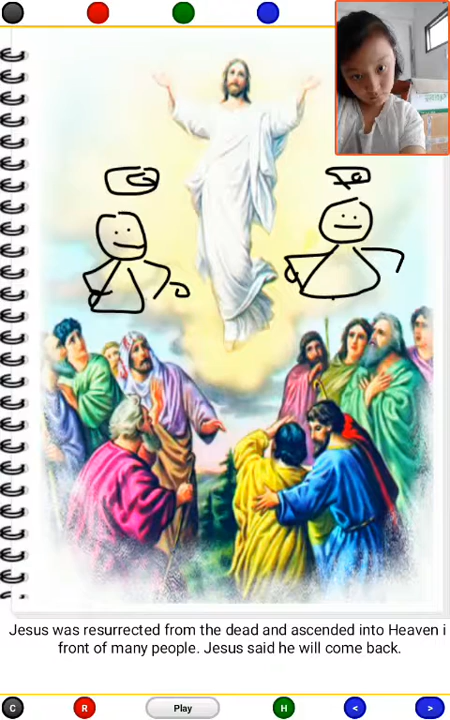 Jesus was resurrected from the dead and ascended into Heaven i
front of many people. Jesus said he will come back.
C
R
Play
H
<
>